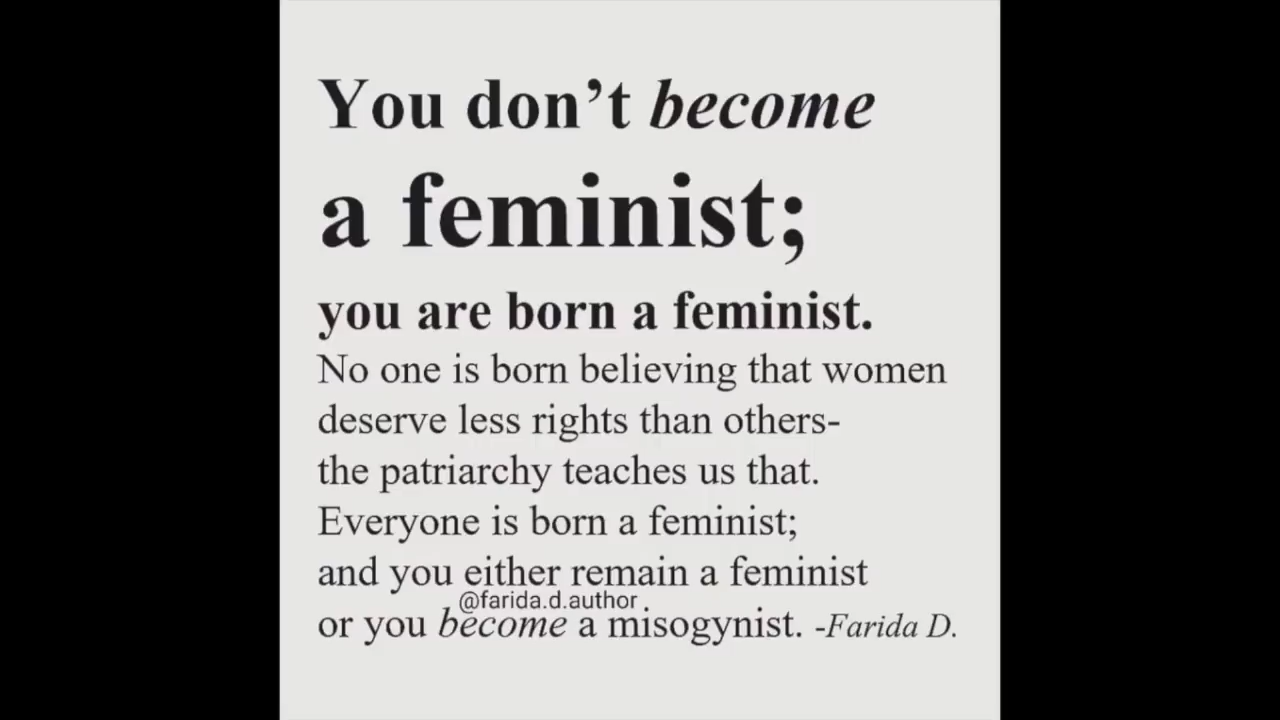 You don’t become
a feminist;
you are born a feminist.
No one is born believing that women
deserve less rights than others-
the patriarchy teaches us that.
Everyone is born a feminist;
and you either remain a feminist
@farida.d.author
or you become a misogynist. -Farida D.